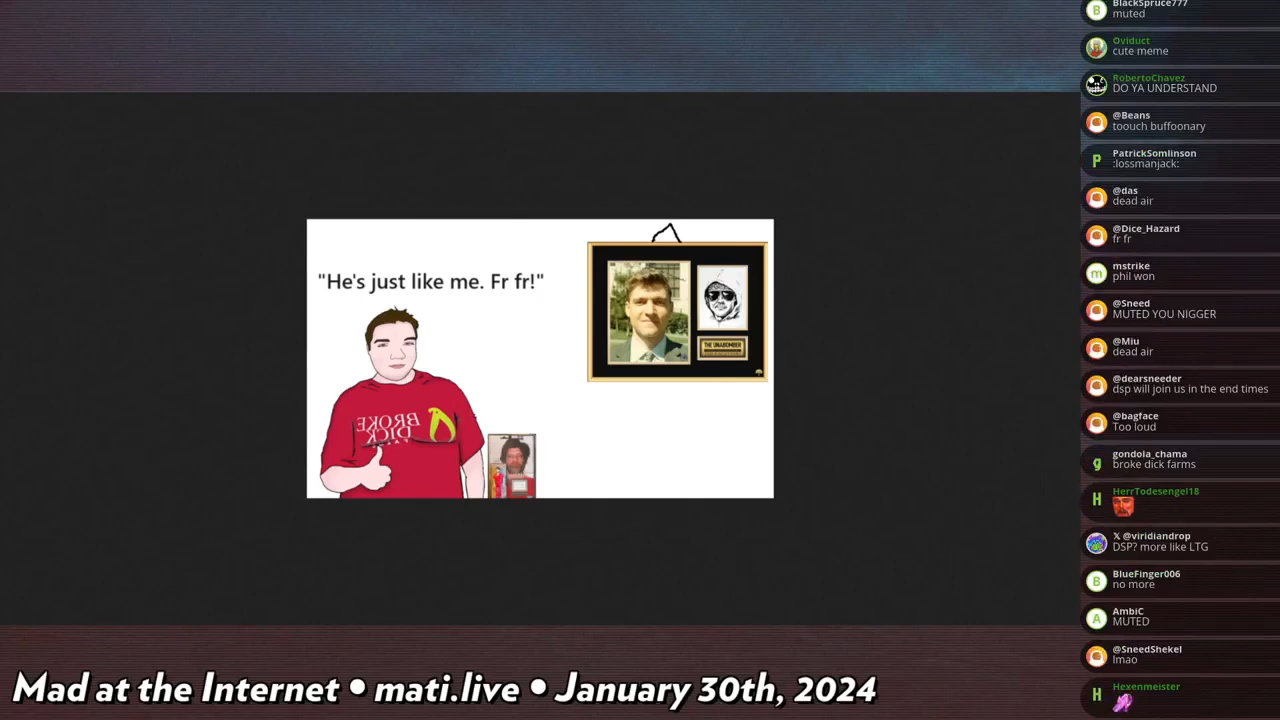 "He's just like me. Fr fr!"
BROKE
DICK
THE UNABOMBER
Mad at the Internet • mati.live • January 30th, 2024
BlackSpruce777
muted
Oviduct
cute meme
RobertoChavez
DO YA UNDERSTAND
@Beans
toouch buffoonary
PatrickSomlinson
:lossmanjack:
@das
dead air
@Dice_Hazard
fr fr
mstrike
phil won
@Sneed
MUTED YOU NIGGER
@Miu
dead air
@dearsneeder
dsp will join us in the end times
@bagface
Too loud
gondola_chama
broke dick farms
HerrTodesengel18
𝕏 @viridiandrop
DSP? more like LTG
BlueFinger006
no more
AmbiC
MUTED
@SneedShekel
lmao
Hexenmeister